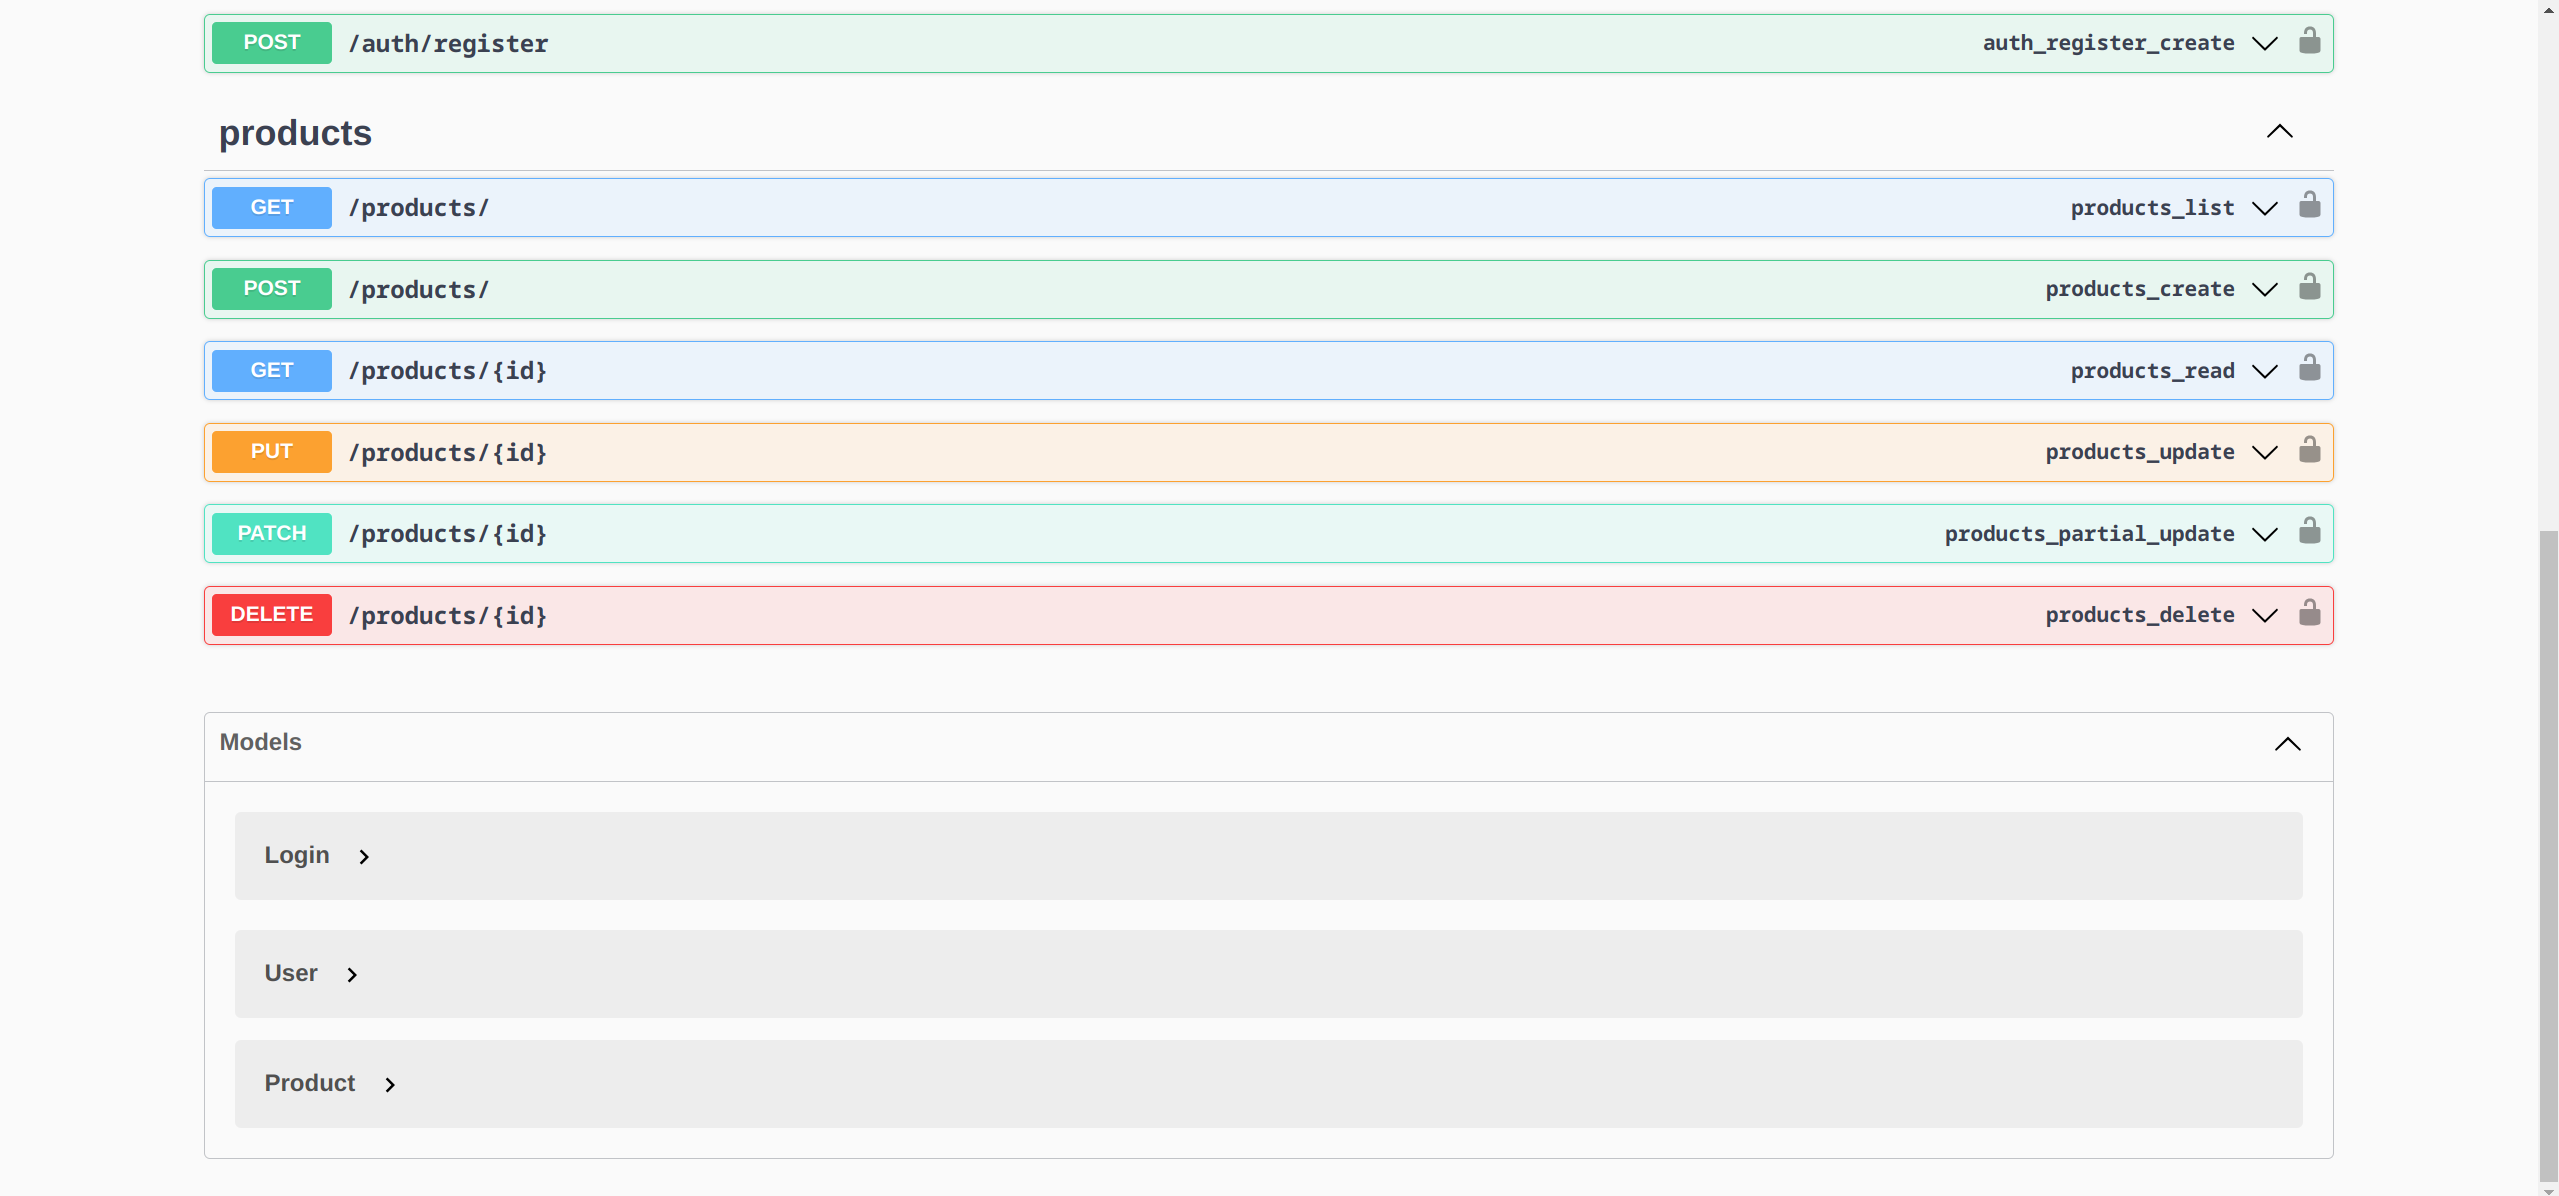 POST /auth/register auth_register_create
products
GET /products/ products_list
POST /products/ products_create
GET /products/{id} products_read
PUT /products/{id} products_update
PATCH /products/{id} products_partial_update
DELETE /products/{id} products_delete
Models
Login
User
Product